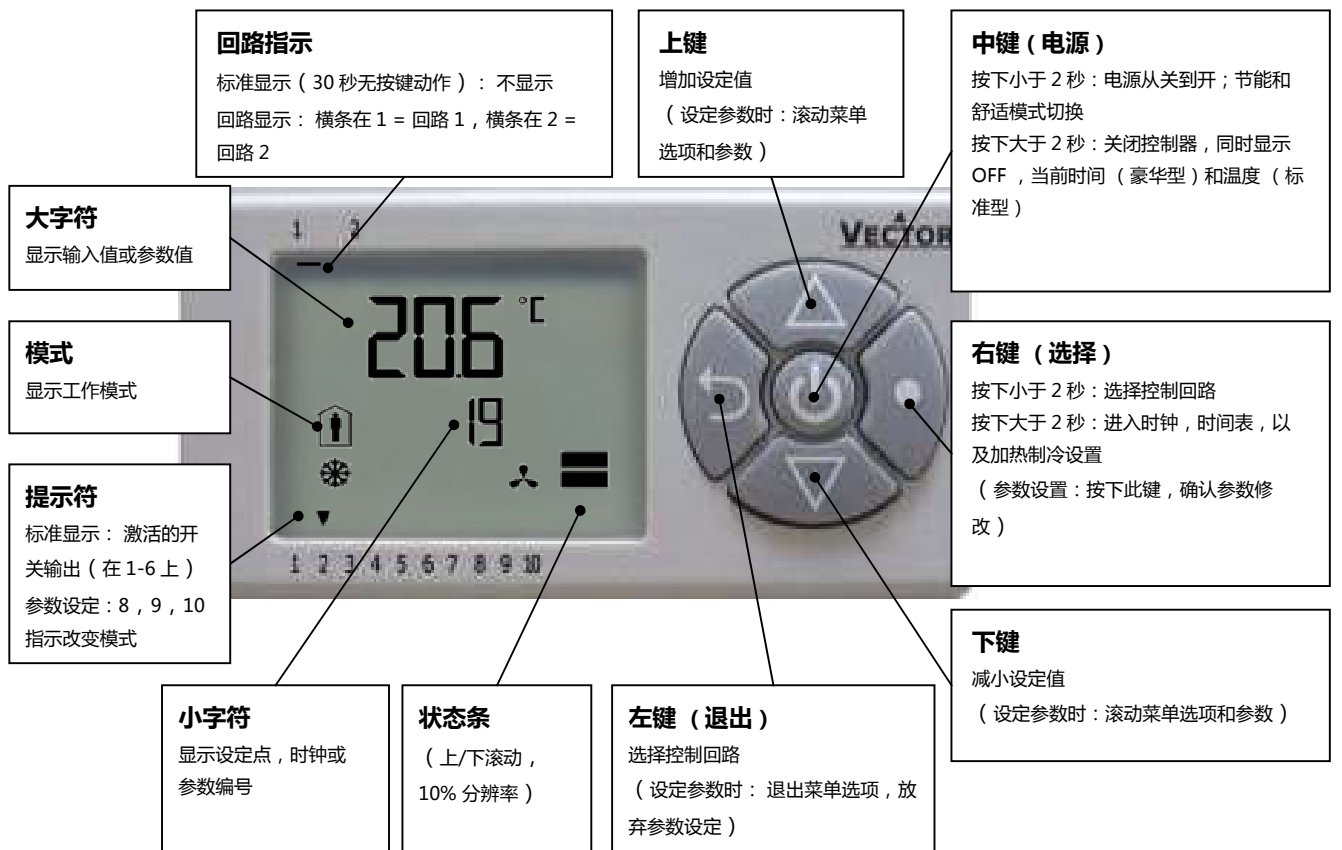 回路指示
标准显示（30 秒无按键动作）：不显示
回路显示：横条在 1 = 回路 1，横条在 2 =
回路 2
上键
增加设定值
（设定参数时：滚动菜单
选项和参数）
中键（电源）
按下小于 2 秒：电源从关到开；节能和
舒适模式切换
按下大于 2 秒：关闭控制器，同时显示
OFF ，当前时间 （豪华型）和温度 （标
准型）
大字符
显示输入值或参数值
模式
显示工作模式
提示符
标准显示： 激活的开
关输出（在 1-6 上）
参数设定：8，9，10
指示改变模式
1 2
VECTOR
20.6 °C
19
1 2 3 4 5 6 7 8 9 10
右键 （选择）
按下小于 2 秒：选择控制回路
按下大于 2 秒：进入时钟，时间表，以
及加热制冷设置
（参数设置：按下此键，确认参数修
改）
下键
减小设定值
（设定参数时：滚动菜单选项和参数）
小字符
显示设定点，时钟或
参数编号
状态条
（上/下滚动，
10% 分辨率）
左键 （退出）
选择控制回路
（设定参数时： 退出菜单选项，放
弃参数设定）